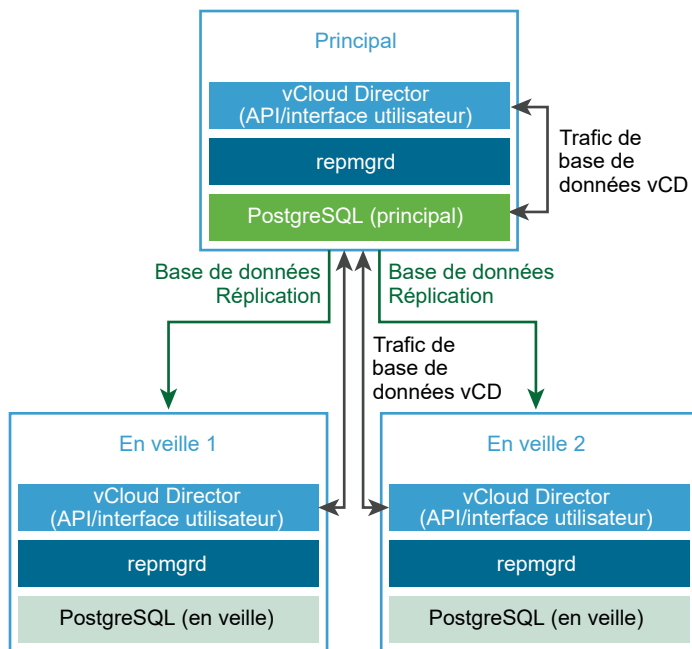 Principal
vCloud Director
(API/interface utilisateur)
repmgrd
PostgreSQL (principal)
Trafic de
base de
données vCD
Base de données
Réplication
Base de données
Réplication
Trafic de
base de
données vCD
En veille 1
vCloud Director
(API/interface utilisateur)
repmgrd
PostgreSQL (en veille)
En veille 2
vCloud Director
(API/interface utilisateur)
repmgrd
PostgreSQL (en veille)